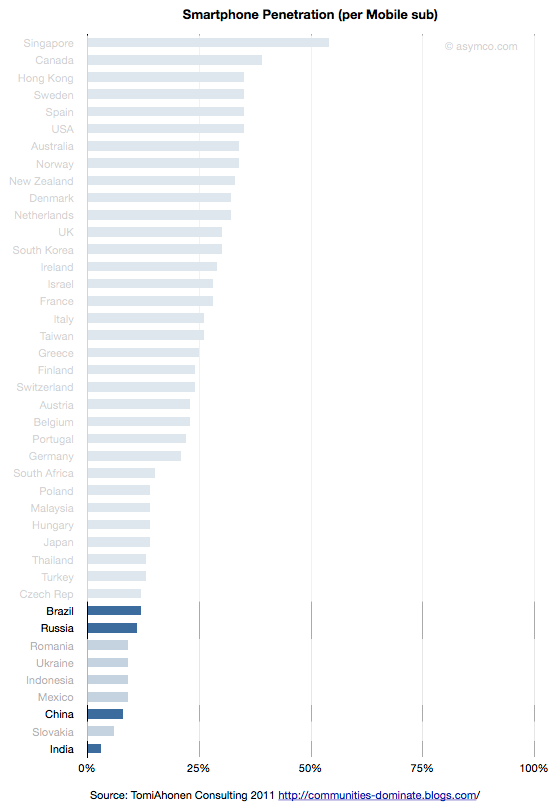 Smartphone Penetration (per Mobile sub)
© asymco.com
Singapore
Canada
Hong Kong
Sweden
Spain
USA
Australia
Norway
New Zealand
Denmark
Netherlands
UK
South Korea
Ireland
Israel
France
Italy
Taiwan
Greece
Finland
Switzerland
Austria
Belgium
Portugal
Germany
South Africa
Poland
Malaysia
Hungary
Japan
Thailand
Turkey
Czech Rep
Brazil
Russia
Romania
Ukraine
Indonesia
Mexico
China
Slovakia
India
0% 25% 50% 75% 100%
Source: TomiAhonen Consulting 2011 http://communities-dominate.blogs.com/